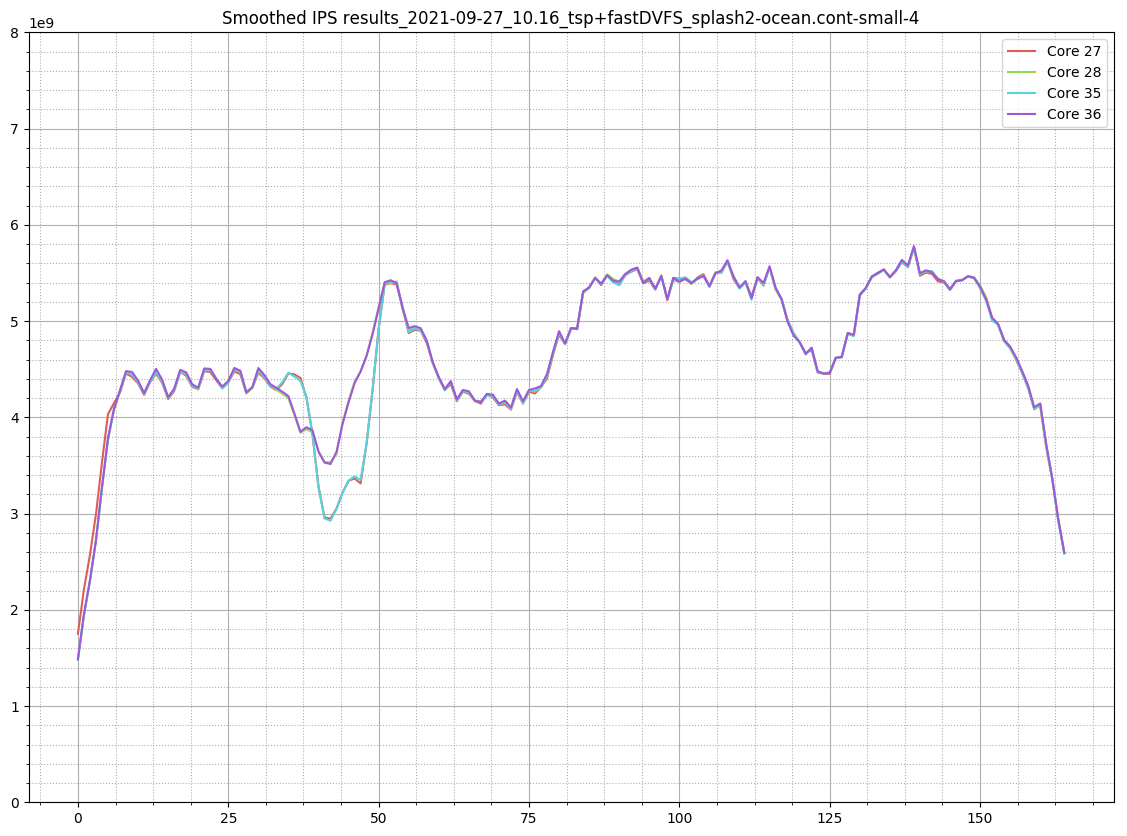 Smoothed IPS results_2021-09-27_10.16_tsp+fastDVFS_splash2-ocean.cont-small-4
1e9
8
7
6
5
4
3
2
1
0
0 25 50 75 100 125 150
Core 27
Core 28
Core 35
Core 36